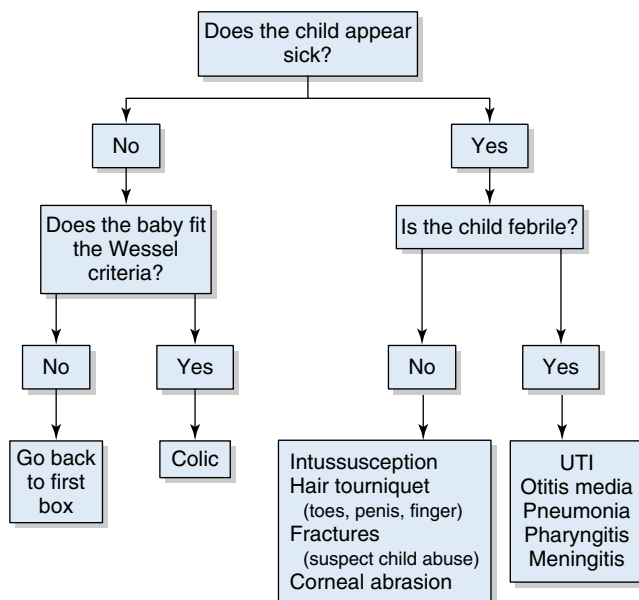 Does the child appear
sick?
No
Yes
Does the baby fit
the Wessel
criteria?
Is the child febrile?
No
Yes
No
Yes
Go back
to first
box
Colic
Intussusception
Hair tourniquet
(toes, penis, finger)
Fractures
(suspect child abuse)
Corneal abrasion
UTI
Otitis media
Pneumonia
Pharyngitis
Meningitis